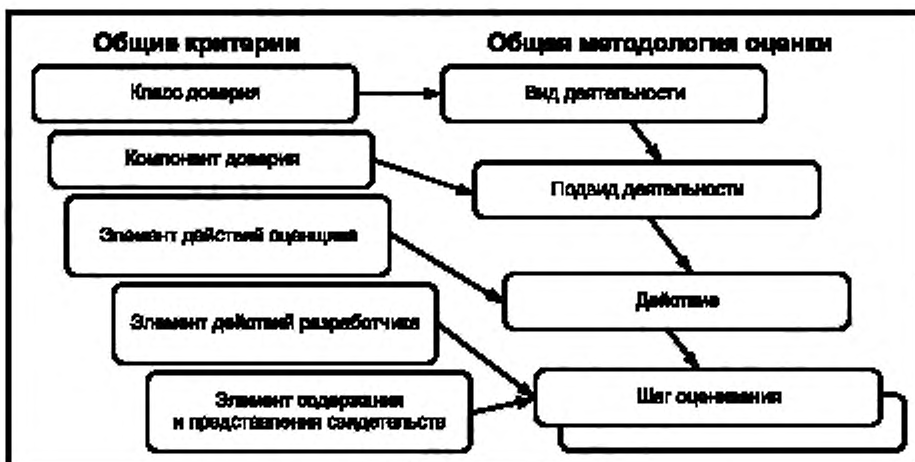 Общие критерии
Общая методология оценки
Класс доверия
Вид деятельности
Компонент доверия
Подвид деятельности
Элемент действий оценщика
Действие
Элемент действий разработчика
Элемент содержания
и представления свидетельств
Шаг оценивания